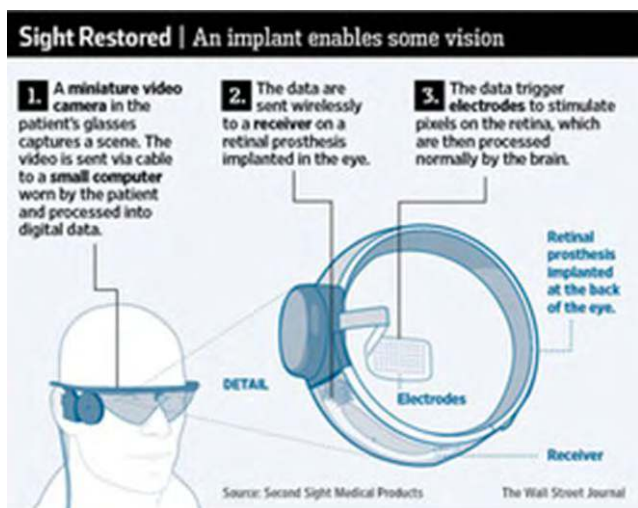 Sight Restored | An implant enables some vision
1. A miniature video
camera in the
patient's glasses
captures a scene. The
video is sent via cable
to a small computer
worn by the patient
and processed into
digital data.
2. The data are
sent wirelessly
to a receiver on a
retinal prosthesis
implanted in the eye.
3. The data trigger
electrodes to stimulate
pixels on the retina, which
are then processed
normally by the brain.
Retinal
prosthesis
implanted
at the back
of the eye.
DETAIL
Electrodes
Receiver
Source: Second Sight Medical Products
The Wall Street Journal